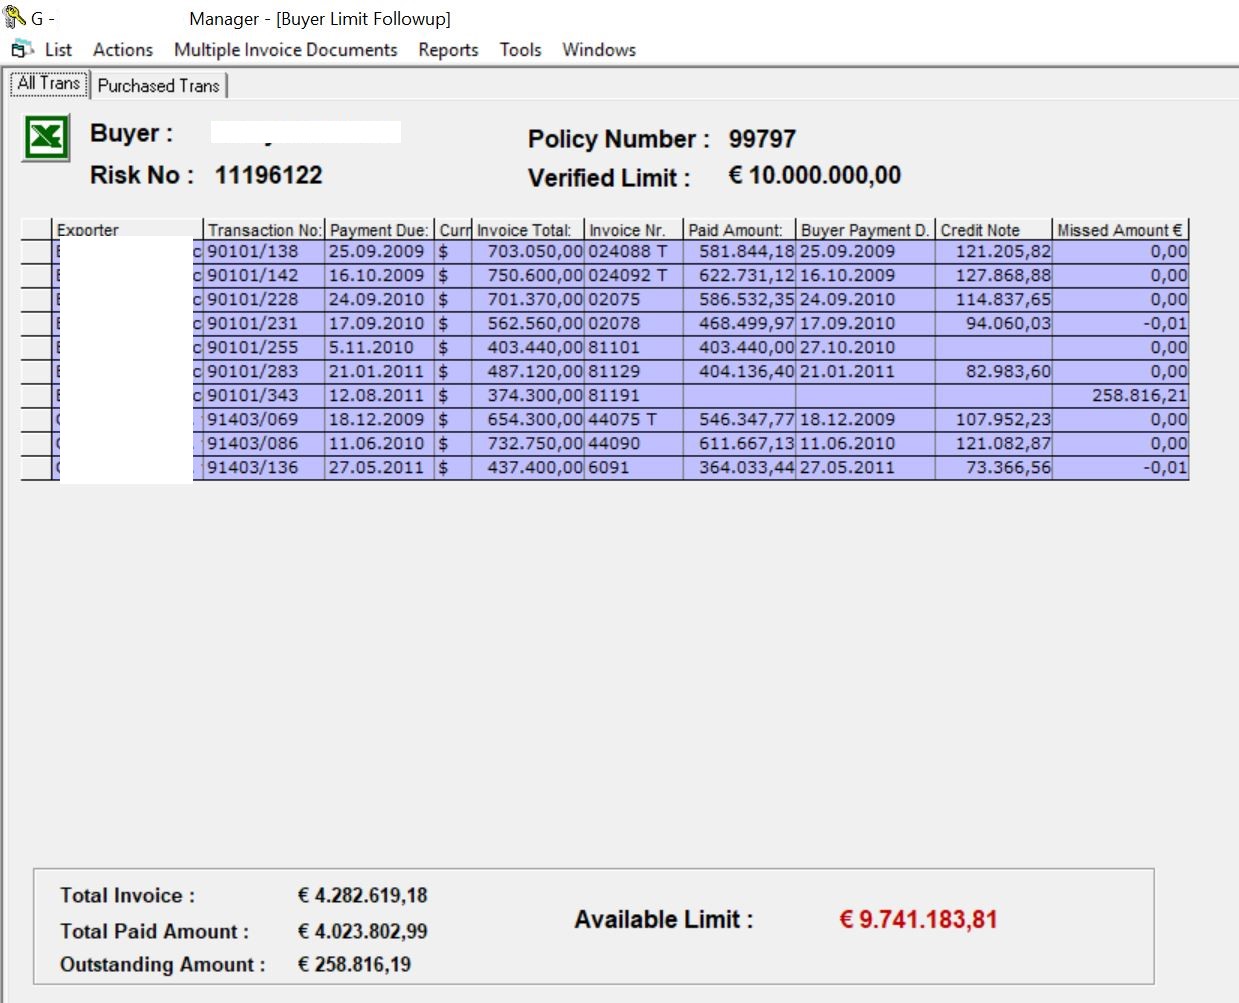 G - Manager - [Buyer Limit Followup]
List Actions Multiple Invoice Documents Reports Tools Windows
All Trans Purchased Trans
Buyer : Policy Number : 99797
Risk No : 11196122 Verified Limit : € 10.000.000,00
Exporter Transaction No: Payment Due: Curr Invoice Total: Invoice Nr. Paid Amount: Buyer Payment D. Credit Note Missed Amount €
c 90101/138 25.09.2009 $ 703.050,00 024088 T 581.844,18 25.09.2009 121.205,82 0,00
c 90101/142 16.10.2009 $ 750.600,00 024092 T 622.731,12 16.10.2009 127.868,88 0,00
c 90101/228 24.09.2010 $ 701.370,00 02075 586.532,35 24.09.2010 114.837,65 0,00
c 90101/231 17.09.2010 $ 562.560,00 02078 468.499,97 17.09.2010 94.060,03 -0,01
c 90101/255 5.11.2010 $ 403.440,00 81101 403.440,00 27.10.2010 0,00
c 90101/283 21.01.2011 $ 487.120,00 81129 404.136,40 21.01.2011 82.983,60 0,00
c 90101/343 12.08.2011 $ 374.300,00 81191 258.816,21
91403/069 18.12.2009 $ 654.300,00 44075 T 546.347,77 18.12.2009 107.952,23 0,00
91403/086 11.06.2010 $ 732.750,00 44090 611.667,13 11.06.2010 121.082,87 0,00
91403/136 27.05.2011 $ 437.400,00 6091 364.033,44 27.05.2011 73.366,56 -0,01
Total Invoice : € 4.282.619,18
Total Paid Amount : € 4.023.802,99
Outstanding Amount : € 258.816,19
Available Limit : € 9.741.183,81